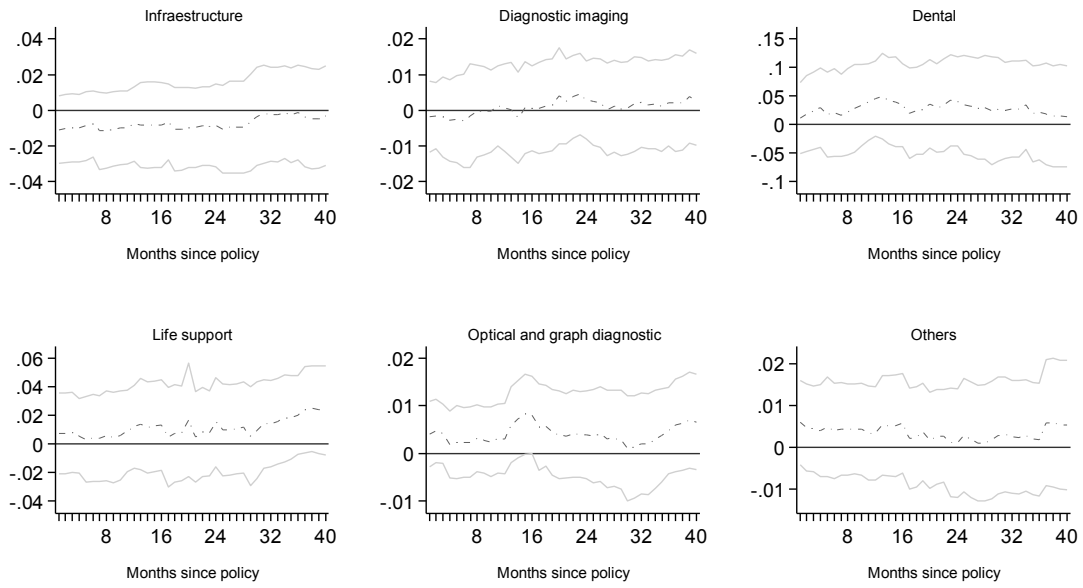 Infraestructure
.04
.02
0
-.02
-.04
8 16 24 32 40
Months since policy
Diagnostic imaging
.02
.01
0
-.01
-.02
8 16 24 32 40
Months since policy
Dental
.15
.1
.05
0
-.05
-.1
8 16 24 32 40
Months since policy
Life support
.06
.04
.02
0
-.02
-.04
8 16 24 32 40
Months since policy
Optical and graph diagnostic
.02
.01
0
-.01
8 16 24 32 40
Months since policy
Others
.02
.01
0
-.01
8 16 24 32 40
Months since policy